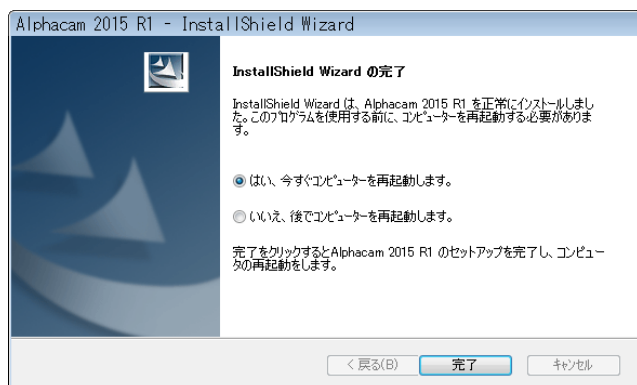 Alphacam 2015 R1 - InstallShield Wizard
InstallShield Wizard の完了
InstallShield Wizard は、Alphacam 2015 R1 を正常にインストールしまし
た。このプログラムを使用する前に、コンピューターを再起動する必要がありま
す。
はい、今すぐコンピューターを再起動します。
いいえ、後でコンピューターを再起動します。
完了をクリックするとAlphacam 2015 R1 のセットアップを完了し、コンピュー
タの再起動をします。
< 戻る(B)
完了
キャンセル